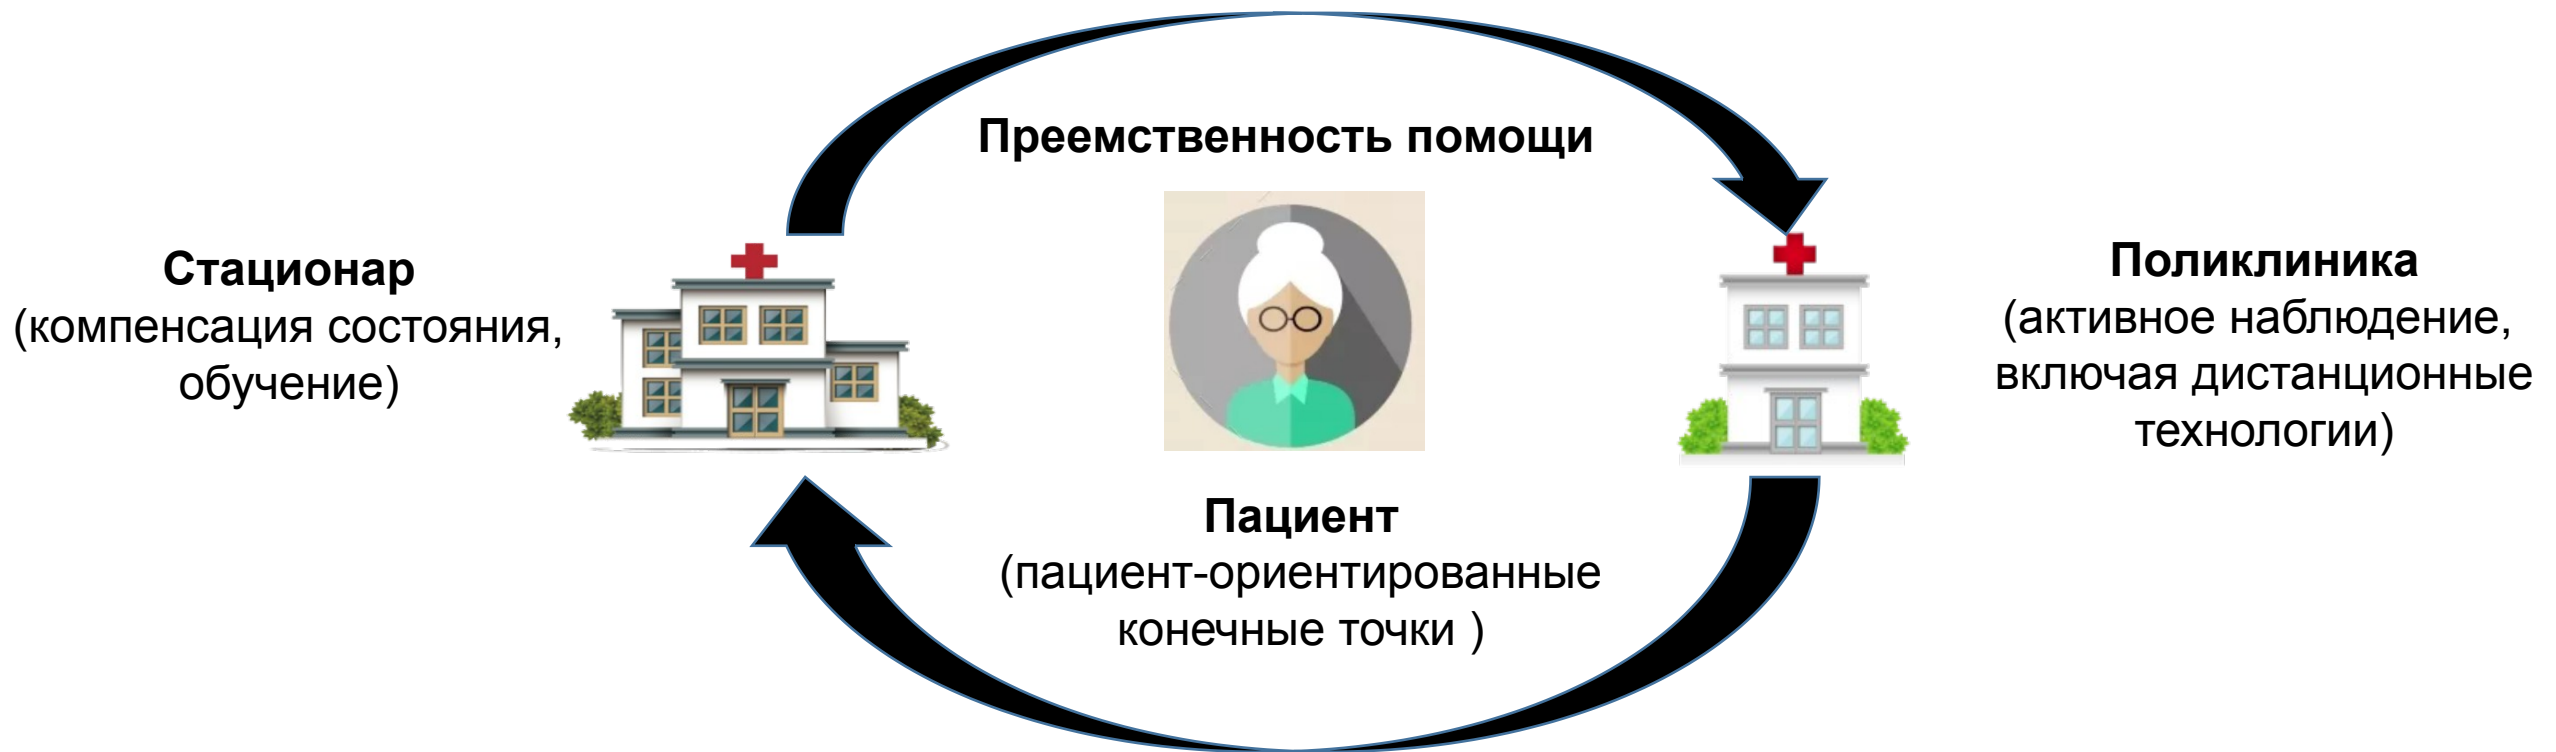 Преемственность помощи
Стационар
(компенсация состояния,
обучение)
Поликлиника
(активное наблюдение,
включая дистанционные
технологии)
Пациент
(пациент-ориентированные
конечные точки )